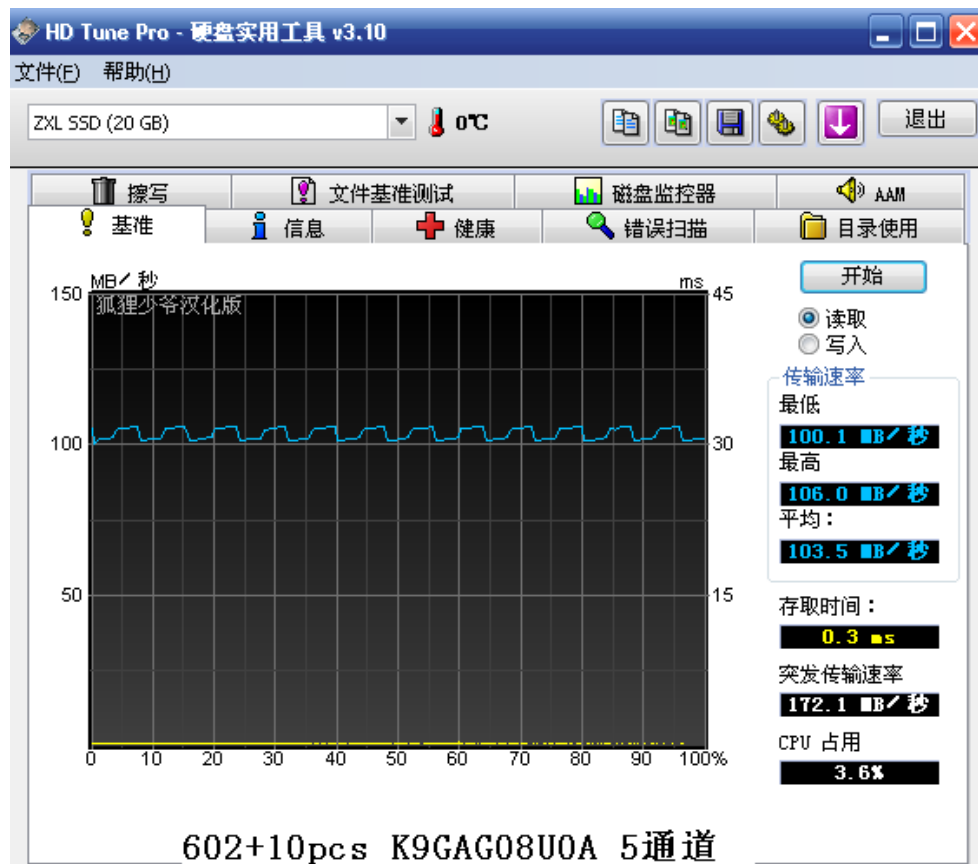 HD Tune Pro - 硬盘实用工具 v3.10
文件(F) 帮助(H)
ZXL SSD (20 GB) 0℃ 退出
擦写 文件基准测试 磁盘监控器 AAM
基准 信息 健康 错误扫描 目录使用
MB/秒 ms
150 45
狐狸少爷汉化版
100 30
50 15
0 10 20 30 40 50 60 70 80 90 100%
开始
读取
写入
传输速率
最低
100.1 MB/秒
最高
106.0 MB/秒
平均：
103.5 MB/秒
存取时间：
0.3 ms
突发传输速率
172.1 MB/秒
CPU 占用
3.6%
602+10pcs K9GAG08U0A 5通道